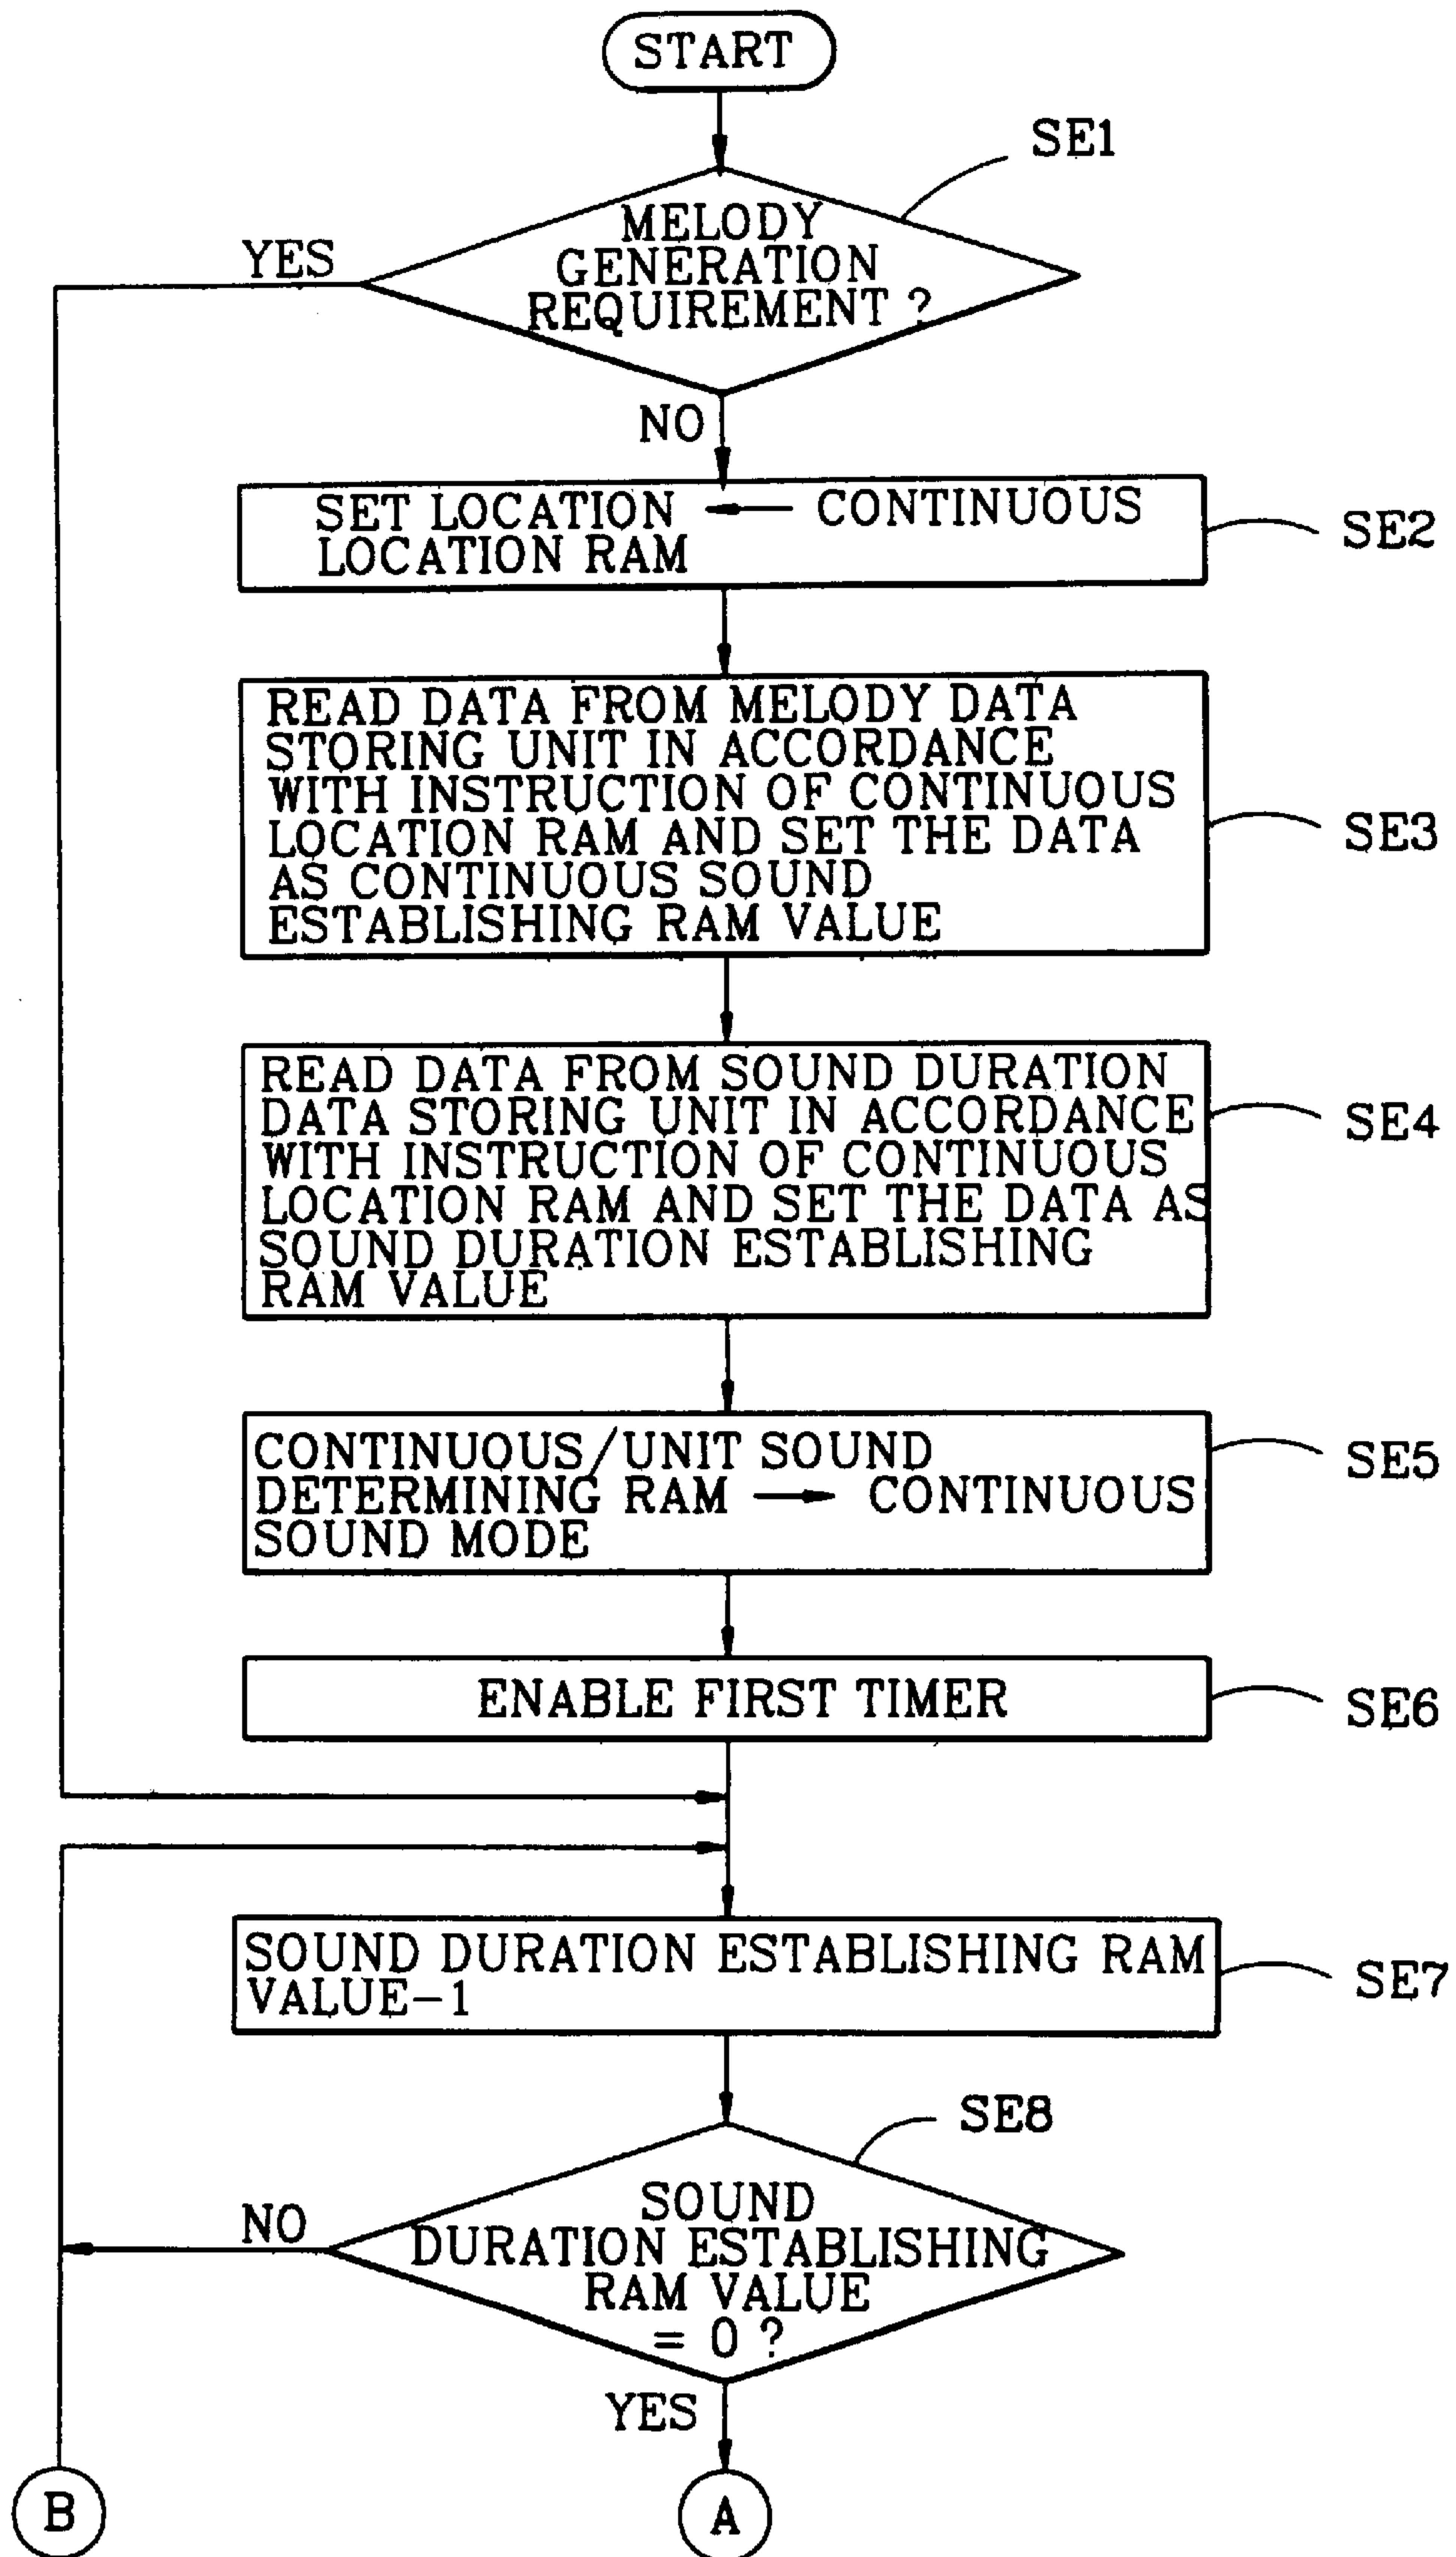 START
SE1
MELODY
GENERATION
REQUIREMENT ?
YES
NO
SET LOCATION ← CONTINUOUS
LOCATION RAM
SE2
READ DATA FROM MELODY DATA
STORING UNIT IN ACCORDANCE
WITH INSTRUCTION OF CONTINUOUS
LOCATION RAM AND SET THE DATA
AS CONTINUOUS SOUND
ESTABLISHING RAM VALUE
SE3
READ DATA FROM SOUND DURATION
DATA STORING UNIT IN ACCORDANCE
WITH INSTRUCTION OF CONTINUOUS
LOCATION RAM AND SET THE DATA AS
SOUND DURATION ESTABLISHING
RAM VALUE
SE4
CONTINUOUS/UNIT SOUND
DETERMINING RAM → CONTINUOUS
SOUND MODE
SE5
ENABLE FIRST TIMER
SE6
SOUND DURATION ESTABLISHING RAM
VALUE-1
SE7
SE8
SOUND
DURATION ESTABLISHING
RAM VALUE
= 0 ?
NO
YES
B
A